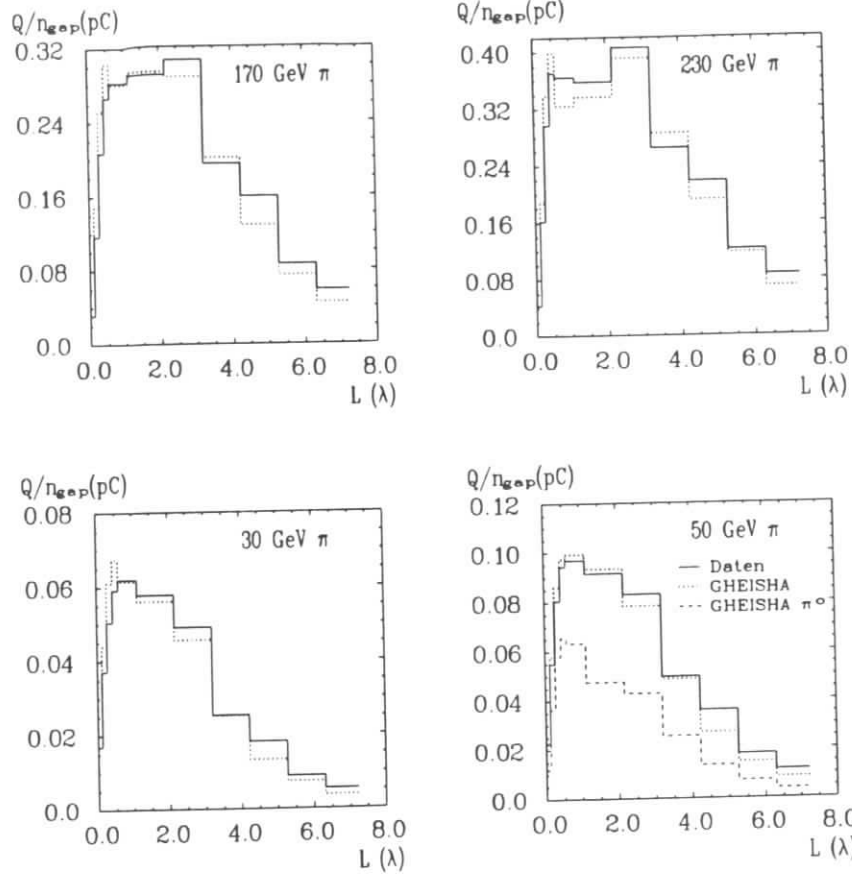 Q/n_gap(pC)
0.32
0.24
0.16
0.08
0.0
170 GeV π
0.0 2.0 4.0 6.0 8.0
L (λ)
Q/n_gap(pC)
0.40
0.32
0.24
0.16
0.08
0.0
230 GeV π
0.0 2.0 4.0 6.0 8.0
L (λ)
Q/n_gap(pC)
0.08
0.06
0.04
0.02
0.0
30 GeV π
0.0 2.0 4.0 6.0 8.0
L (λ)
Q/n_gap(pC)
0.12
0.10
0.08
0.06
0.04
0.02
0.0
50 GeV π
Daten
GHEISHA
GHEISHA π°
0.0 2.0 4.0 6.0 8.0
L (λ)